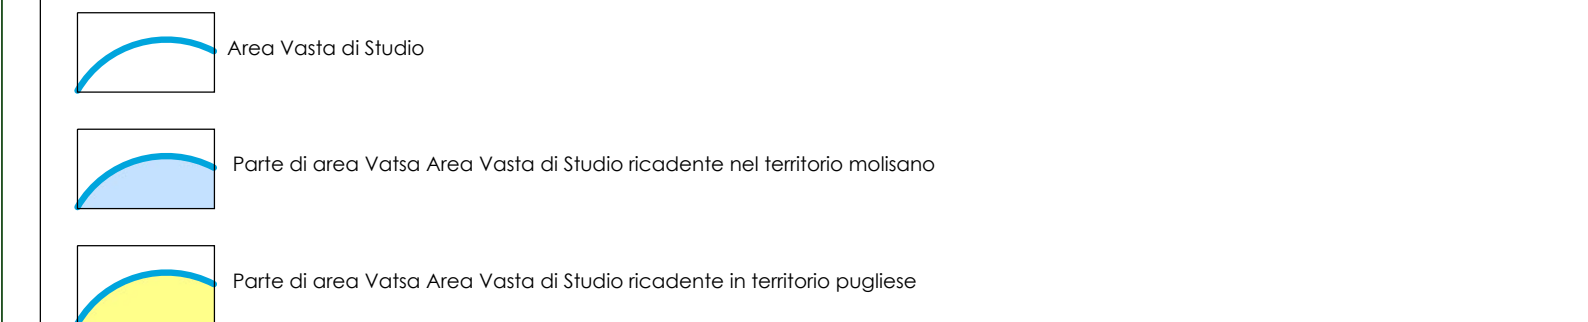 Area Vasta di Studio
Parte di area Vatsa Area Vasta di Studio ricadente nel territorio molisano
Parte di area Vatsa Area Vasta di Studio ricadente in territorio pugliese